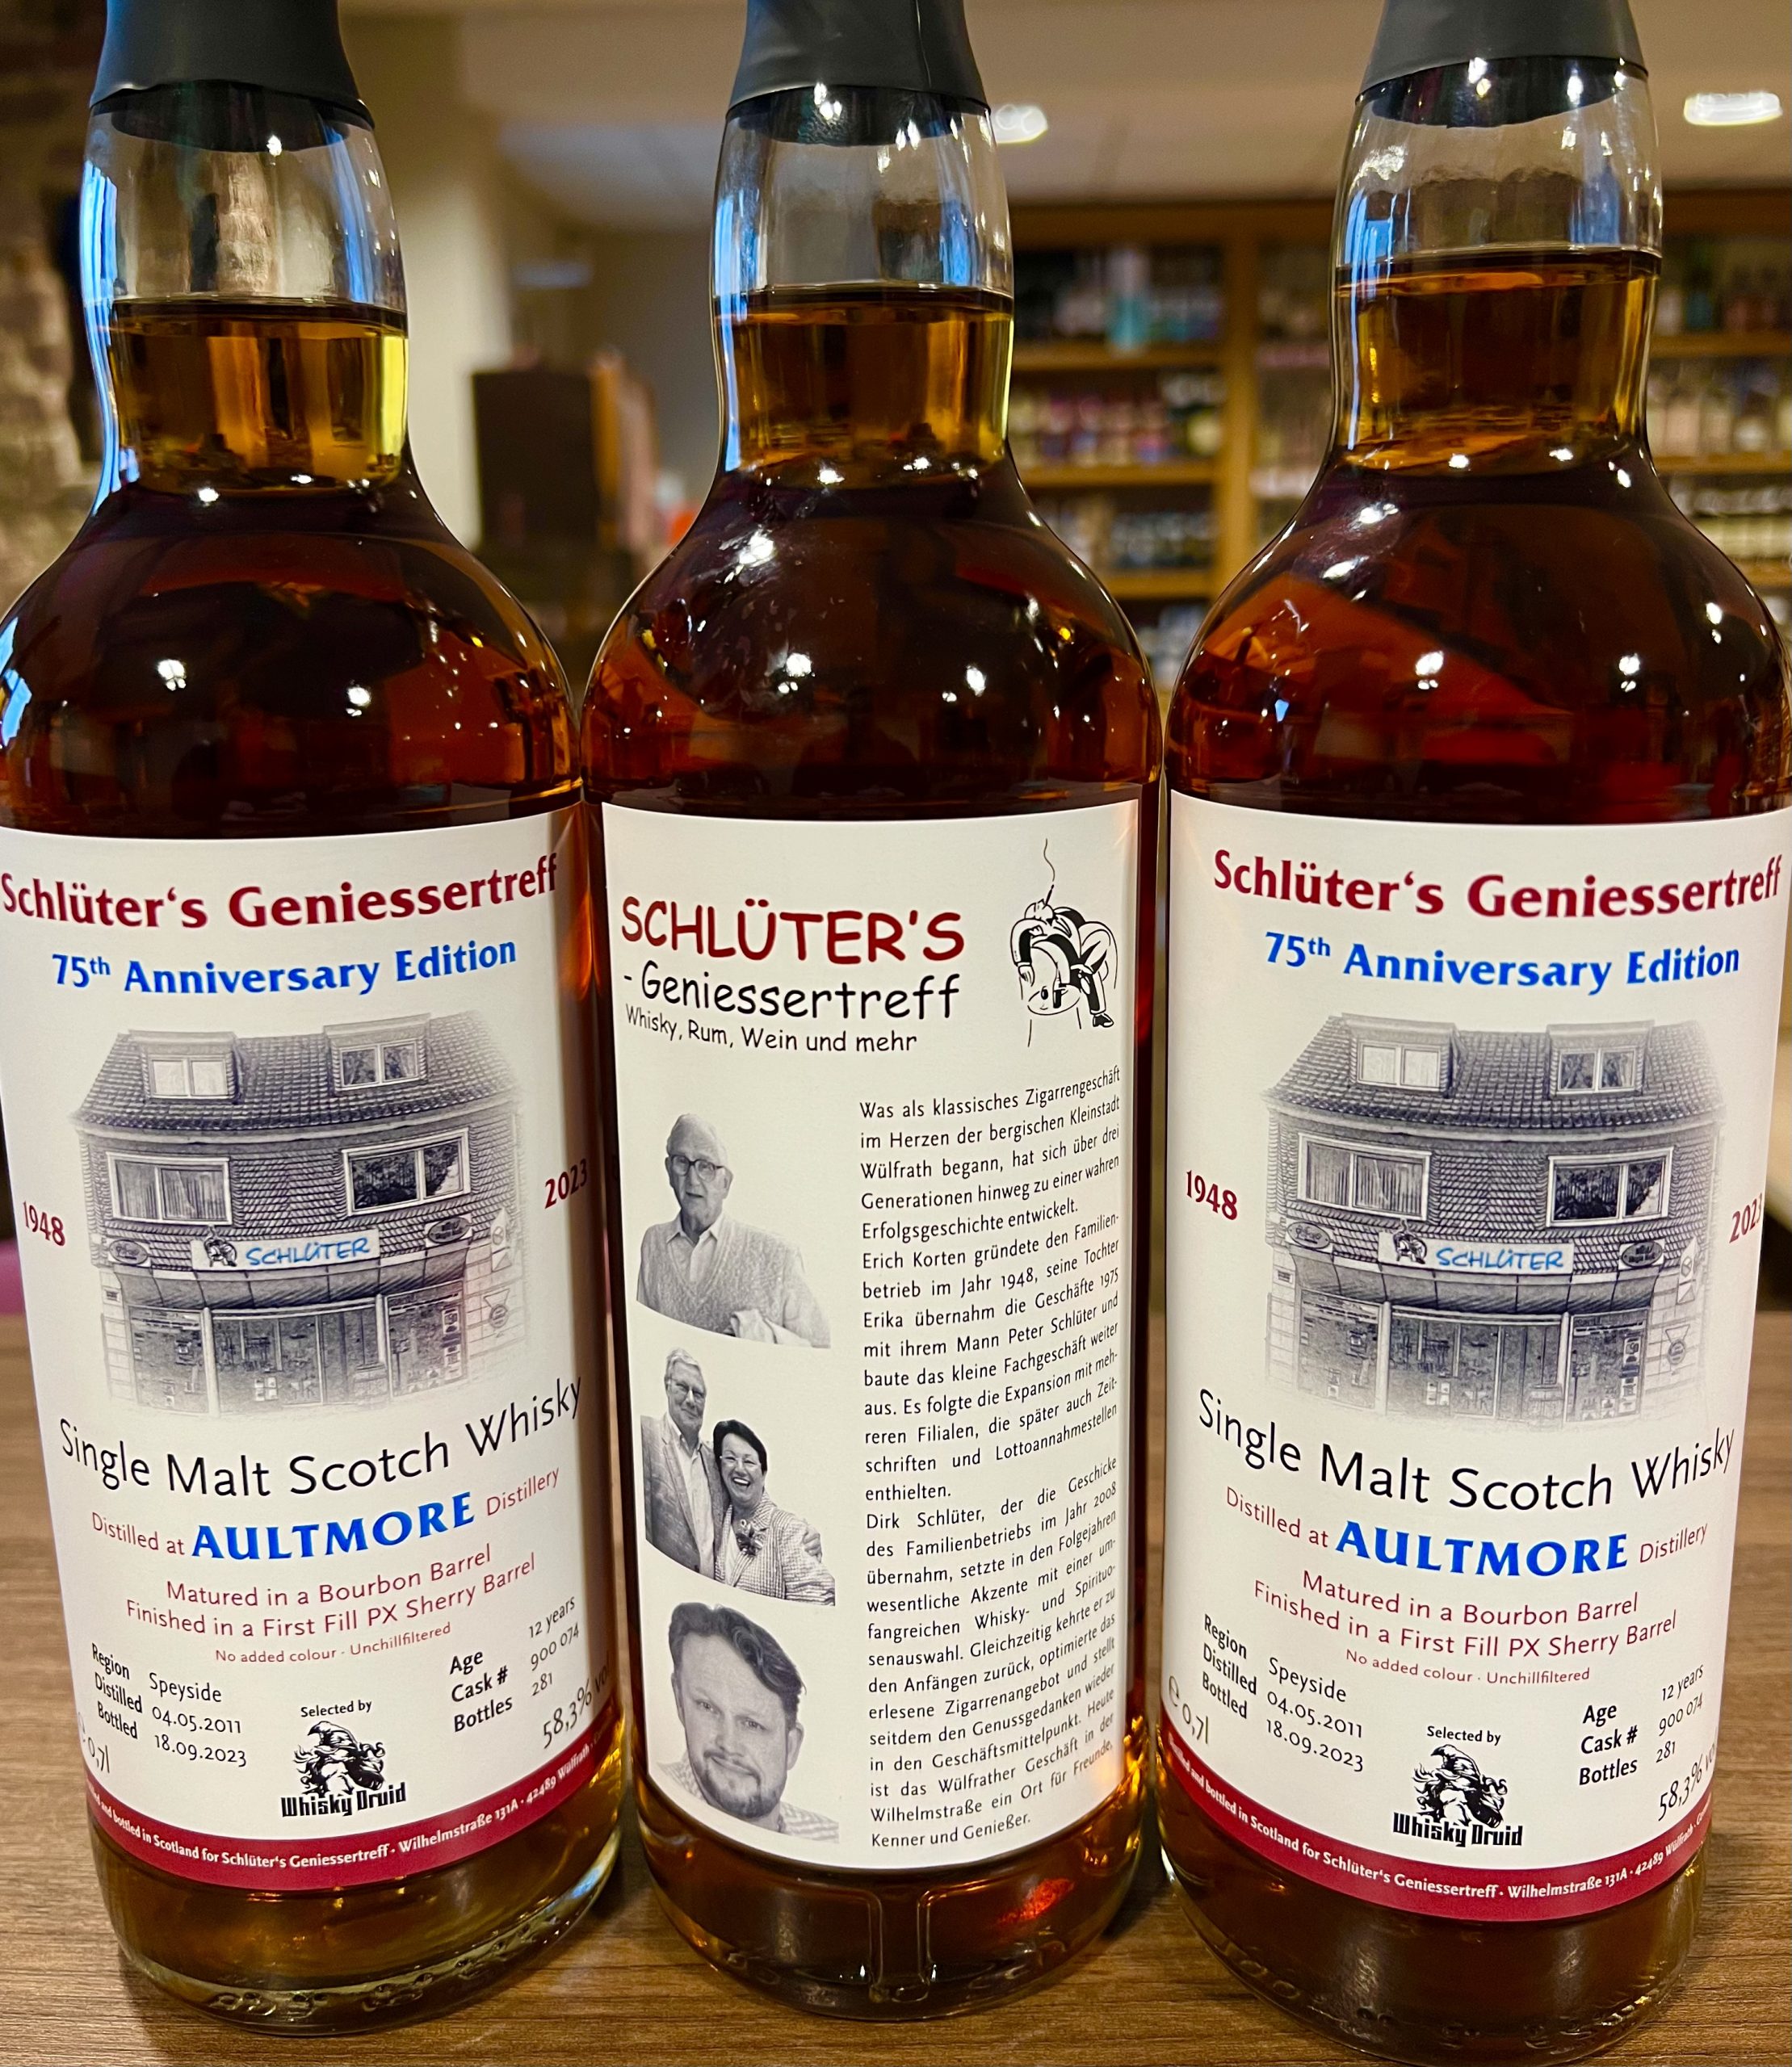 Schlüter's Geniessertreff
75th Anniversary Edition
1948
2023
SCHLÜTER
Single Malt Scotch Whisky
Distilled at AULTMORE Distillery
Matured in a Bourbon Barrel
Finished in a First Fill PX Sherry Barrel
No added colour · Unchillfiltered
Region Speyside
Distilled 04.05.2011
Bottled 18.09.2023
0,7l
Selected by
Whisky Druid
Age 12 years
Cask # 900 074
Bottles 281
58,3%
and bottled in Scotland for Schlüter's Geniessertreff · Wilhelmstraße 131A · 42489 Wülfrath
SCHLÜTER'S
- Geniessertreff
Whisky, Rum, Wein und mehr
Was als klassisches Zigarrengeschäft
im Herzen der bergischen Kleinstadt
Wülfrath begann, hat sich über drei
Generationen hinweg zu einer wahren
Erfolgsgeschichte entwickelt.
Erich Korten gründete den Familien-
betrieb im Jahr 1948, seine Tochter
Erika übernahm die Geschäfte 1975
mit ihrem Mann Peter Schlüter und
baute das kleine Fachgeschäft weiter
aus. Es folgte die Expansion mit meh-
reren Filialen, die später auch Zeit-
schriften und Lottoannahmestellen
enthielten.
Dirk Schlüter, der die Geschicke
des Familienbetriebs im Jahr 2008
übernahm, setzte in den Folgejahren
wesentliche Akzente mit einer um-
fangreichen Whisky- und Spirituo-
senauswahl. Gleichzeitig kehrte er zu
den Anfängen zurück, optimierte das
erlesene Zigarrenangebot und stellt
seitdem den Genussgedanken wieder
in den Geschäftsmittelpunkt. Heute
ist das Wülfrather Geschäft in der
Wilhelmstraße ein Ort für Freunde,
Kenner und Genießer.
Schlüter's Geniessertreff
75th Anniversary Edition
1948
2023
SCHLÜTER
Single Malt Scotch Whisky
Distilled at AULTMORE Distillery
Matured in a Bourbon Barrel
Finished in a First Fill PX Sherry Barrel
No added colour · Unchillfiltered
Region Speyside
Distilled 04.05.2011
Bottled 18.09.2023
e 0,7l
Selected by
Whisky Druid
Age 12 years
Cask # 900 074
Bottles 281
58,3%
and bottled in Scotland for Schlüter's Geniessertreff · Wilhelmstraße 131A · 42489 Wülfrath